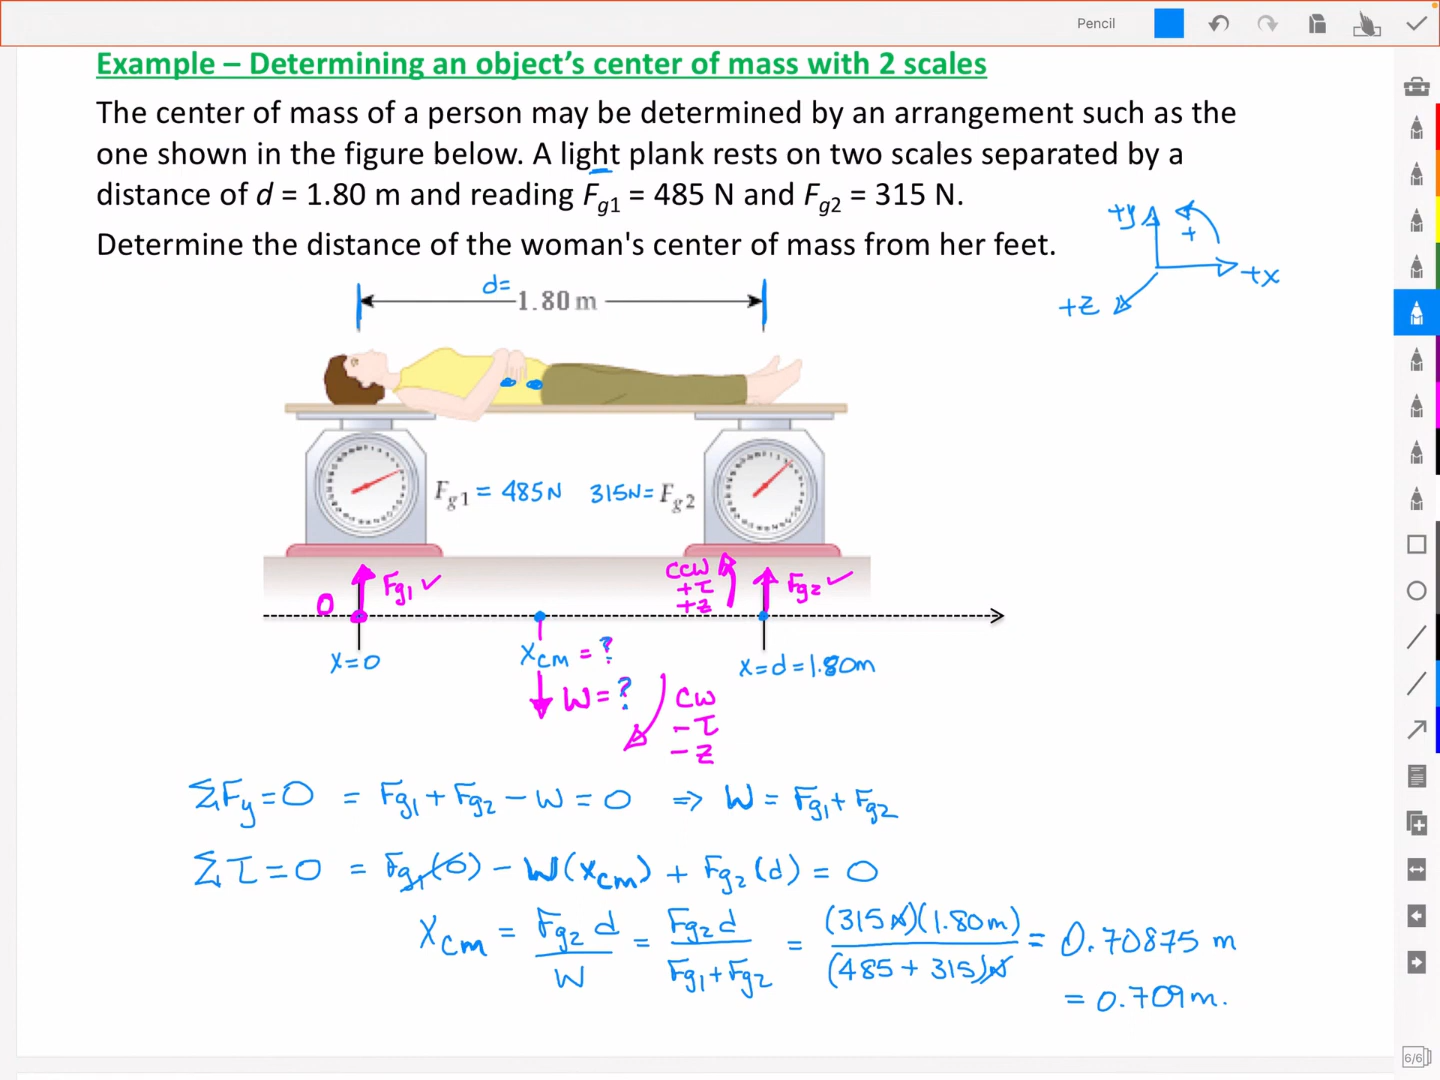 Pencil
Example – Determining an object's center of mass with 2 scales
The center of mass of a person may be determined by an arrangement such as the
one shown in the figure below. A light plank rests on two scales separated by a
distance of d = 1.80 m and reading Fg1 = 485 N and Fg2 = 315 N.
Determine the distance of the woman's center of mass from her feet.
+y
+
+x
+z
d=
1.80 m
Fg1 = 485N 315N = Fg2
0 Fg1 ✓
CCW
+τ
+z
Fg2 ✓
x=0
xcm = ?
x=d=1.80m
W=?
CW
-τ
-z
ΣFy=0 = Fg1 + Fg2 - W = 0 ⇒ W = Fg1 + Fg2
Στ=0 = Fg1(0) - W(xcm) + Fg2(d) = 0
xcm = Fg2 d / W = Fg2 d / Fg1+Fg2 = (315N)(1.80m) / (485+315)N = 0.70875 m
= 0.709m.
6/6